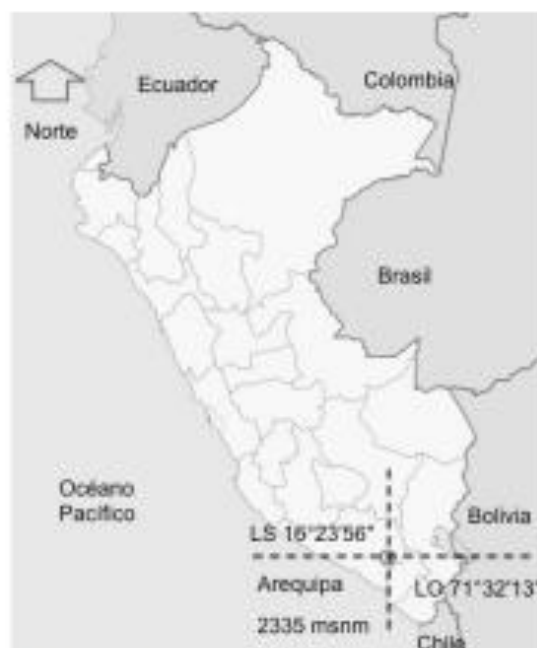 Ecuador
Colombia
Norte
Brasil
Océano
Pacífico
Bolivia
LS 16°23'56"
Arequipa
LO 71°32'13"
2335 msnm
Chile